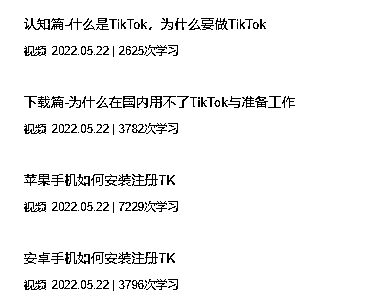 认知篇-什么是TikTok，为什么要做TikTok
视频 2022.05.22 | 2625次学习
下载篇-为什么在国内用不了TikTok与准备工作
视频 2022.05.22 | 3782次学习
苹果手机如何安装注册TK
视频 2022.05.22 | 7229次学习
安卓手机如何安装注册TK
视频 2022.05.22 | 3796次学习